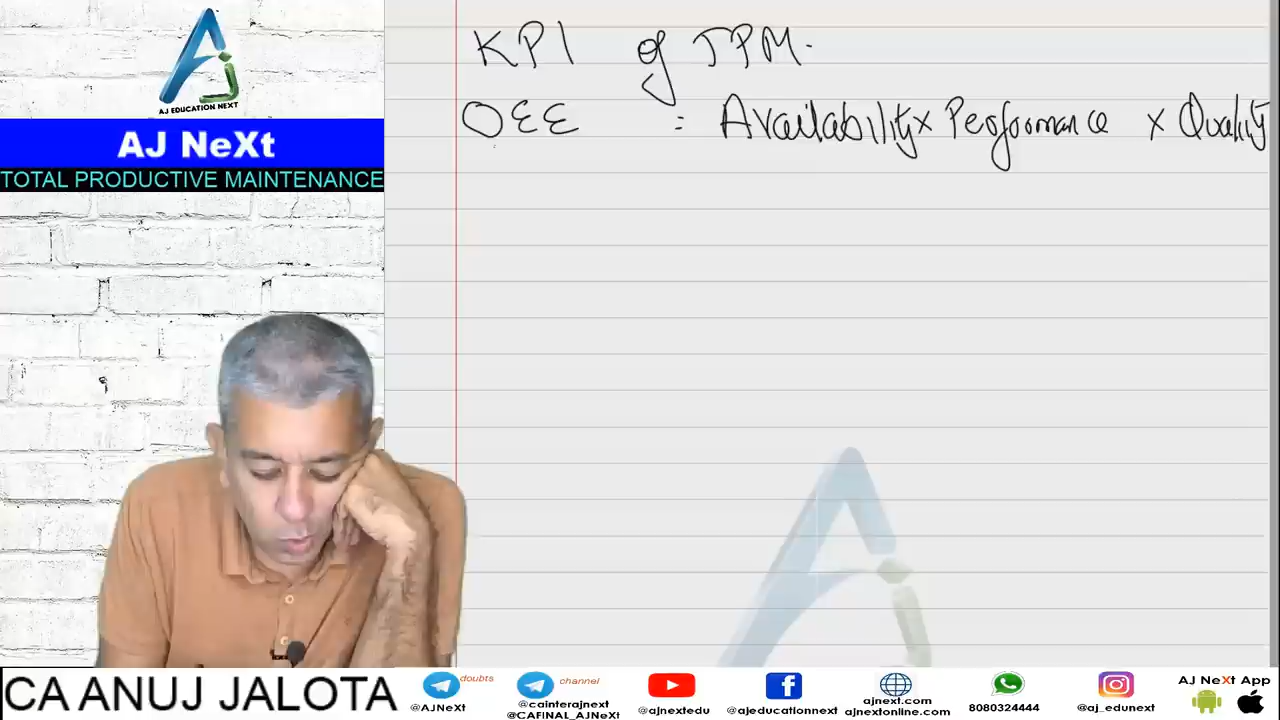 AJ EDUCATION NEXT
AJ NeXt
TOTAL PRODUCTIVE MAINTENANCE
KPI of TPM.
OEE = Availability x Performance x Quality
CA ANUJ JALOTA
doubts
@AJNeXt
channel
@cainterajnext
@CAFINAL_AJNeXt
@ajnextedu
@ajeducationnext
ajnext.com
ajnextonline.com
8080324444
@aj_edunext
AJ NeXt App